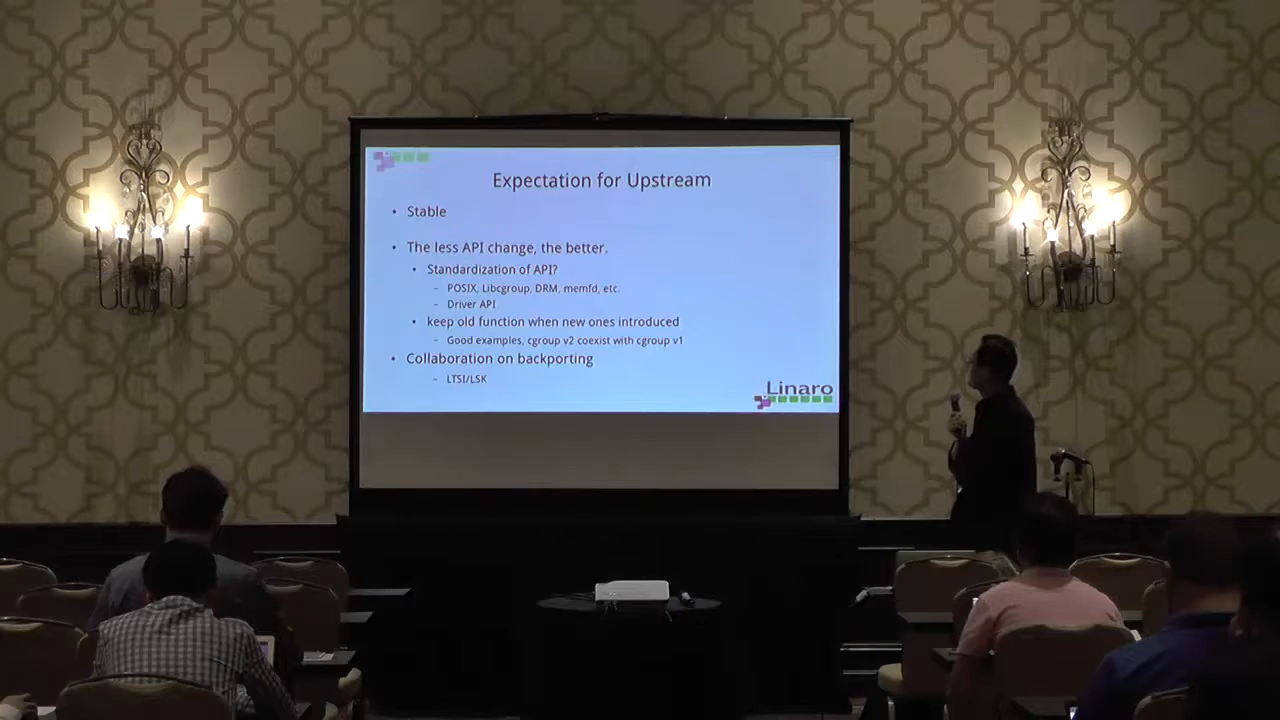 Expectation for Upstream
• Stable
• The less API change, the better.
• Standardization of API?
– POSIX, Libcgroup, DRM, memfd, etc.
– Driver API
• keep old function when new ones introduced
– Good examples, cgroup v2 coexist with cgroup v1
• Collaboration on backporting
– LTSI/LSK
Linaro